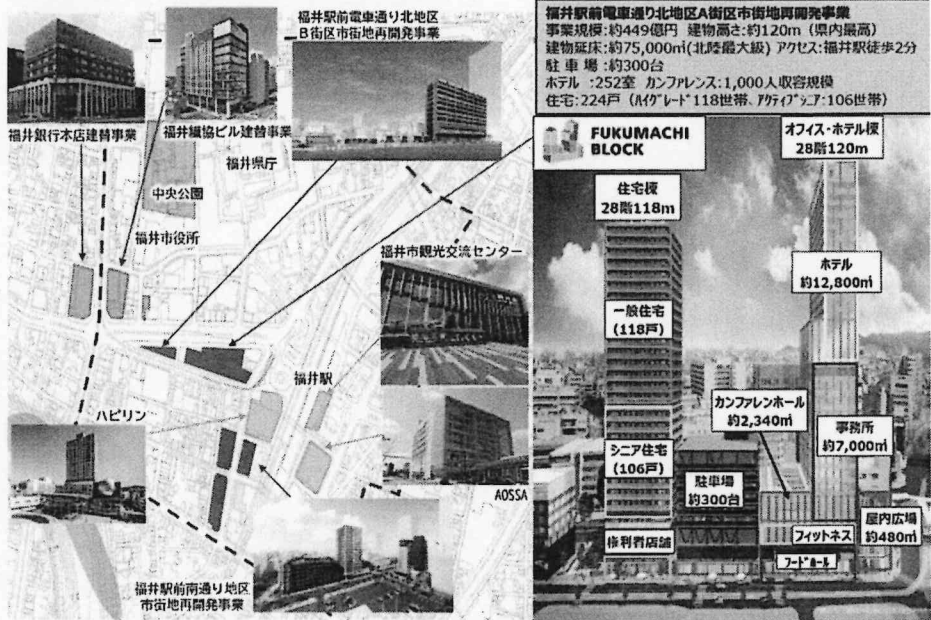 福井駅前電車通り北地区
B街区市街地再開発事業
福井銀行本店建替事業
福井繊協ビル建替事業
福井県庁
中央公園
福井市役所
福井市観光交流センター
福井駅
ハピリン
AOSSA
福井駅前南通り地区
市街地再開発事業
福井駅前電車通り北地区A街区市街地再開発事業
事業規模:約449億円 建物高さ:約120m（県内最高）
建物延床:約75,000㎡(北陸最大級) アクセス:福井駅徒歩2分
駐車場:約300台
ホテル:252室 カンファレンス:1,000人収容規模
住宅:224戸（ﾊｲｸﾞﾚｰﾄﾞ118世帯、ｱｸﾃｨﾌﾞｼﾆｱ:106世帯）
FUKUMACHI
BLOCK
オフィス・ホテル棟
28階120m
住宅棟
28階118m
ホテル
約12,800㎡
一般住宅
(118戸)
カンファレンホール
約2,340㎡
事務所
約7,000㎡
シニア住宅
(106戸)
駐車場
約300台
屋内広場
約480㎡
権利者店舗
フィットネス
ﾌｰﾄﾞﾎｰﾙ